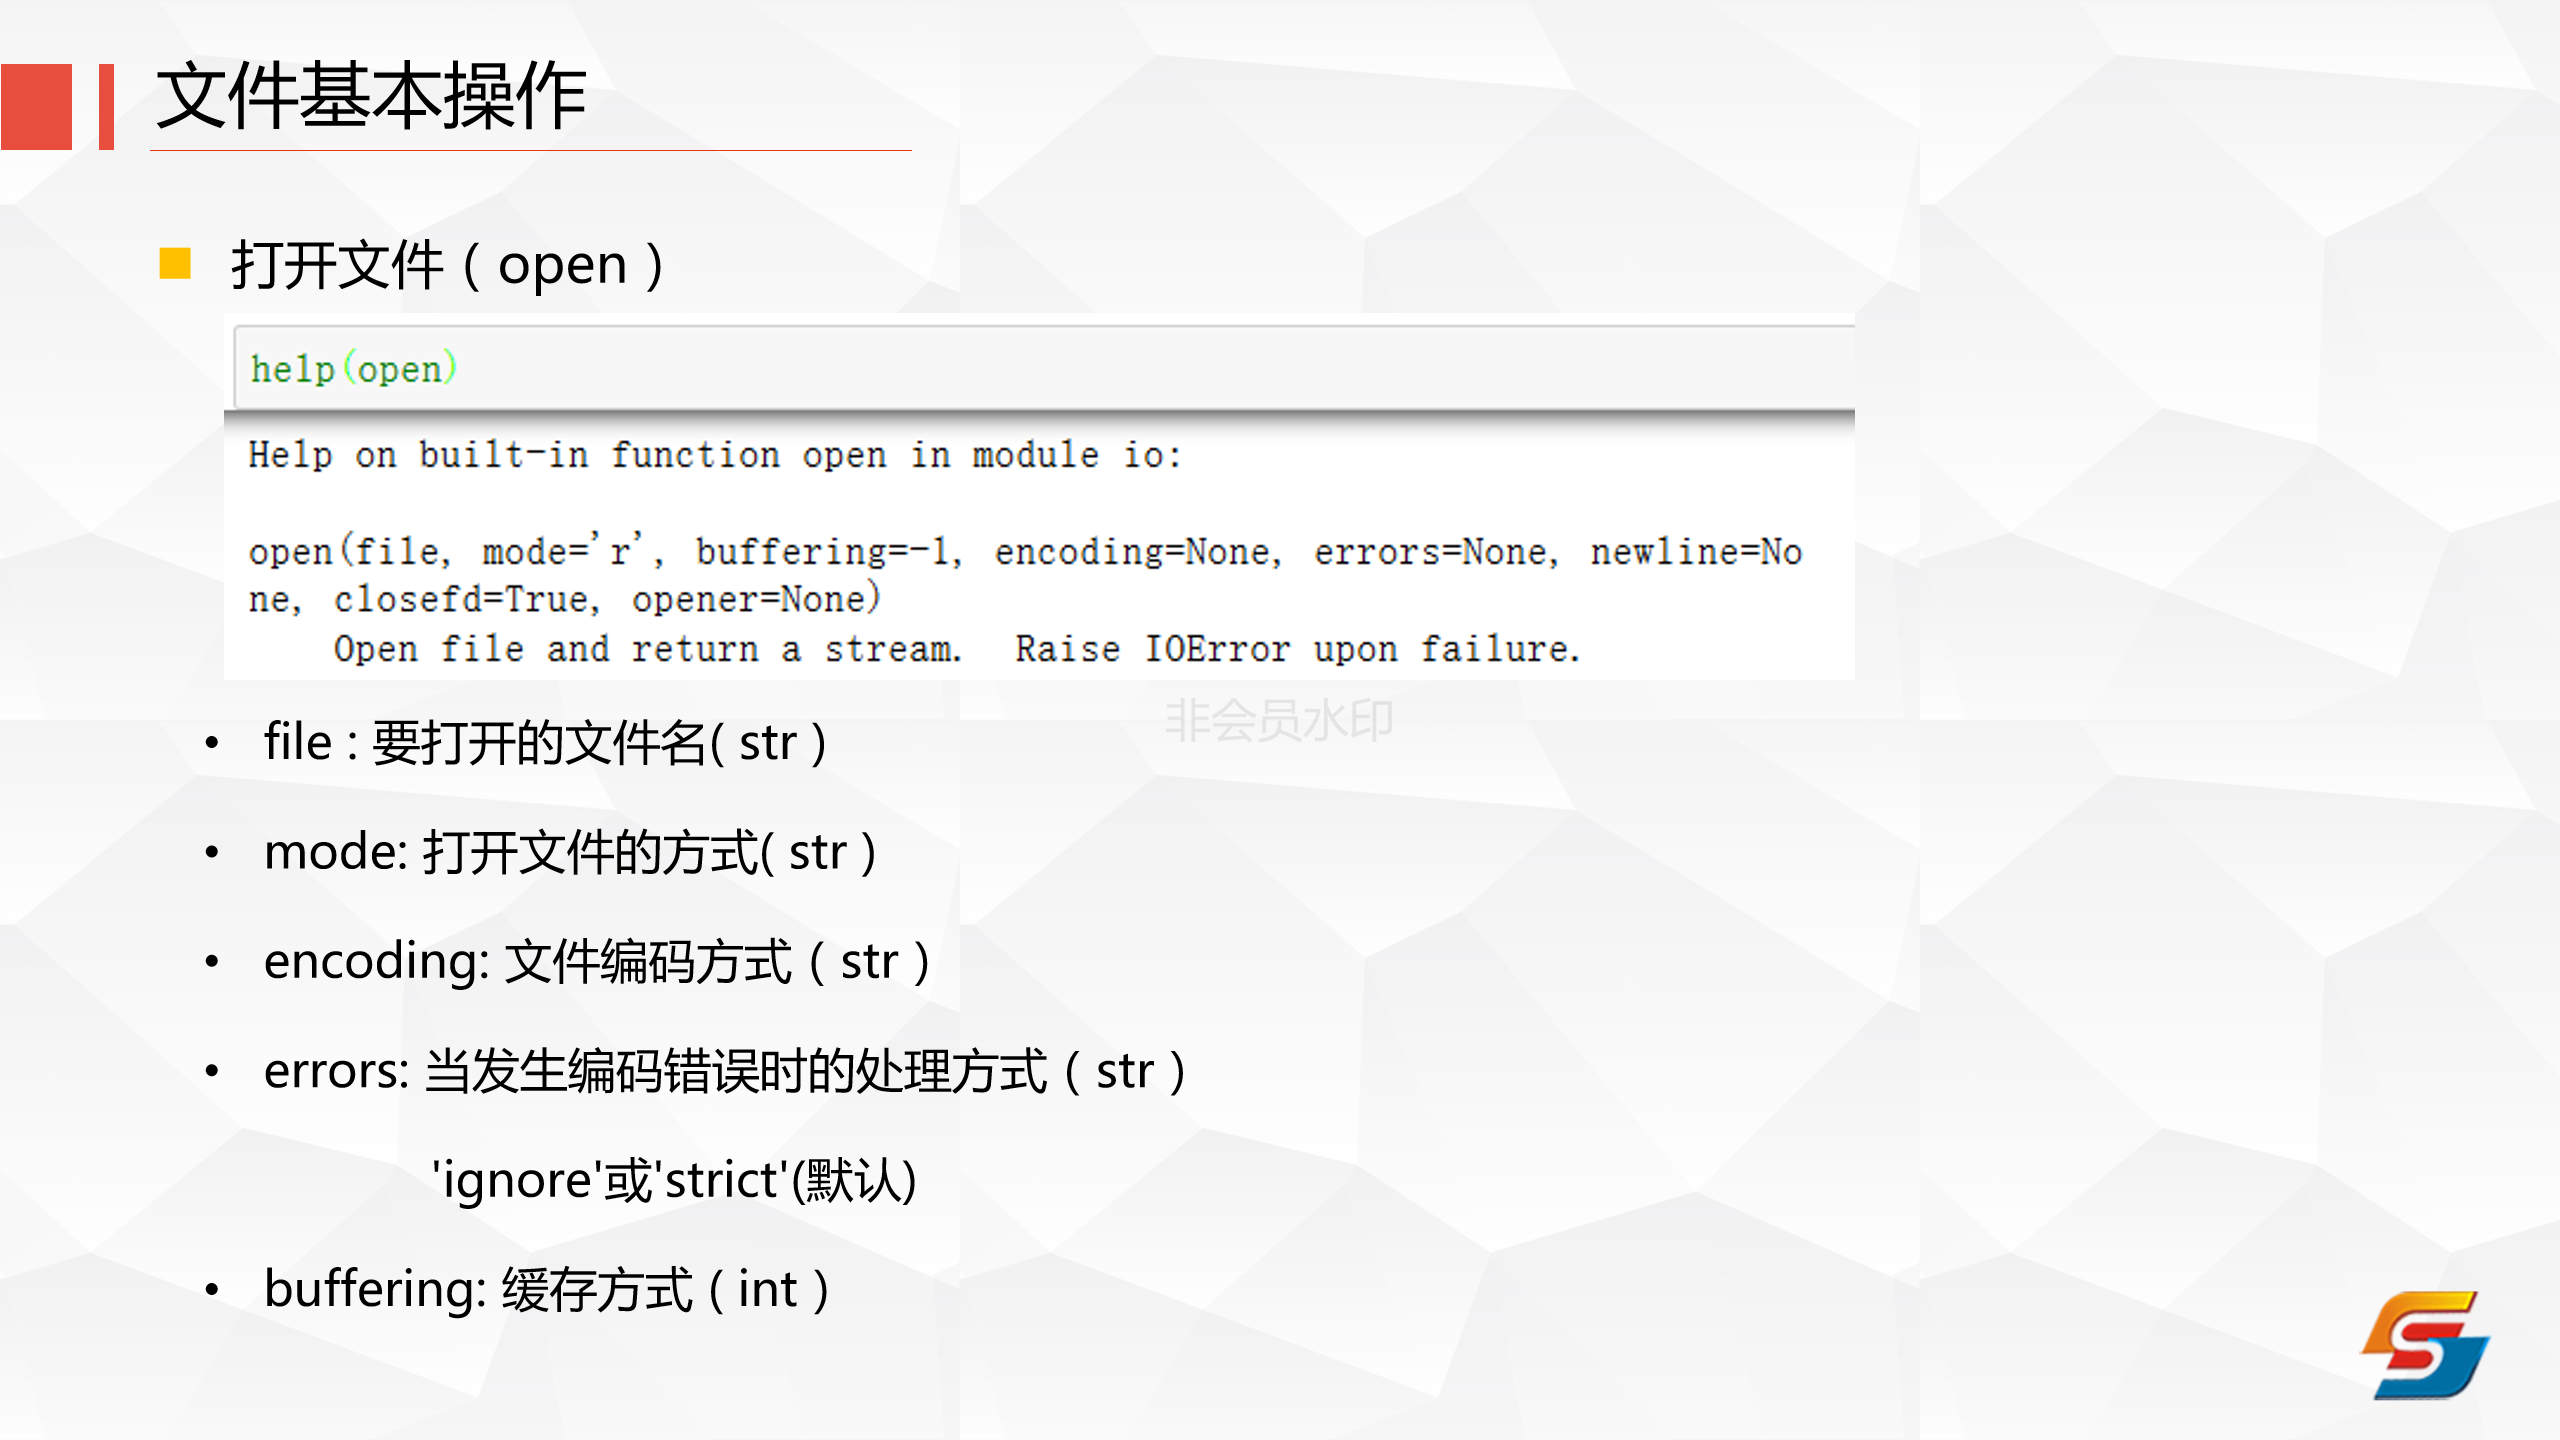 文件基本操作
打开文件（open）
help(open)
Help on built-in function open in module io:
open(file, mode='r', buffering=-1, encoding=None, errors=None, newline=No
ne, closefd=True, opener=None)
Open file and return a stream.  Raise IOError upon failure.
非会员水印
• file : 要打开的文件名( str )
• mode: 打开文件的方式( str )
• encoding: 文件编码方式（str）
• errors: 当发生编码错误时的处理方式（str）
'ignore'或'strict'(默认)
• buffering: 缓存方式（int）